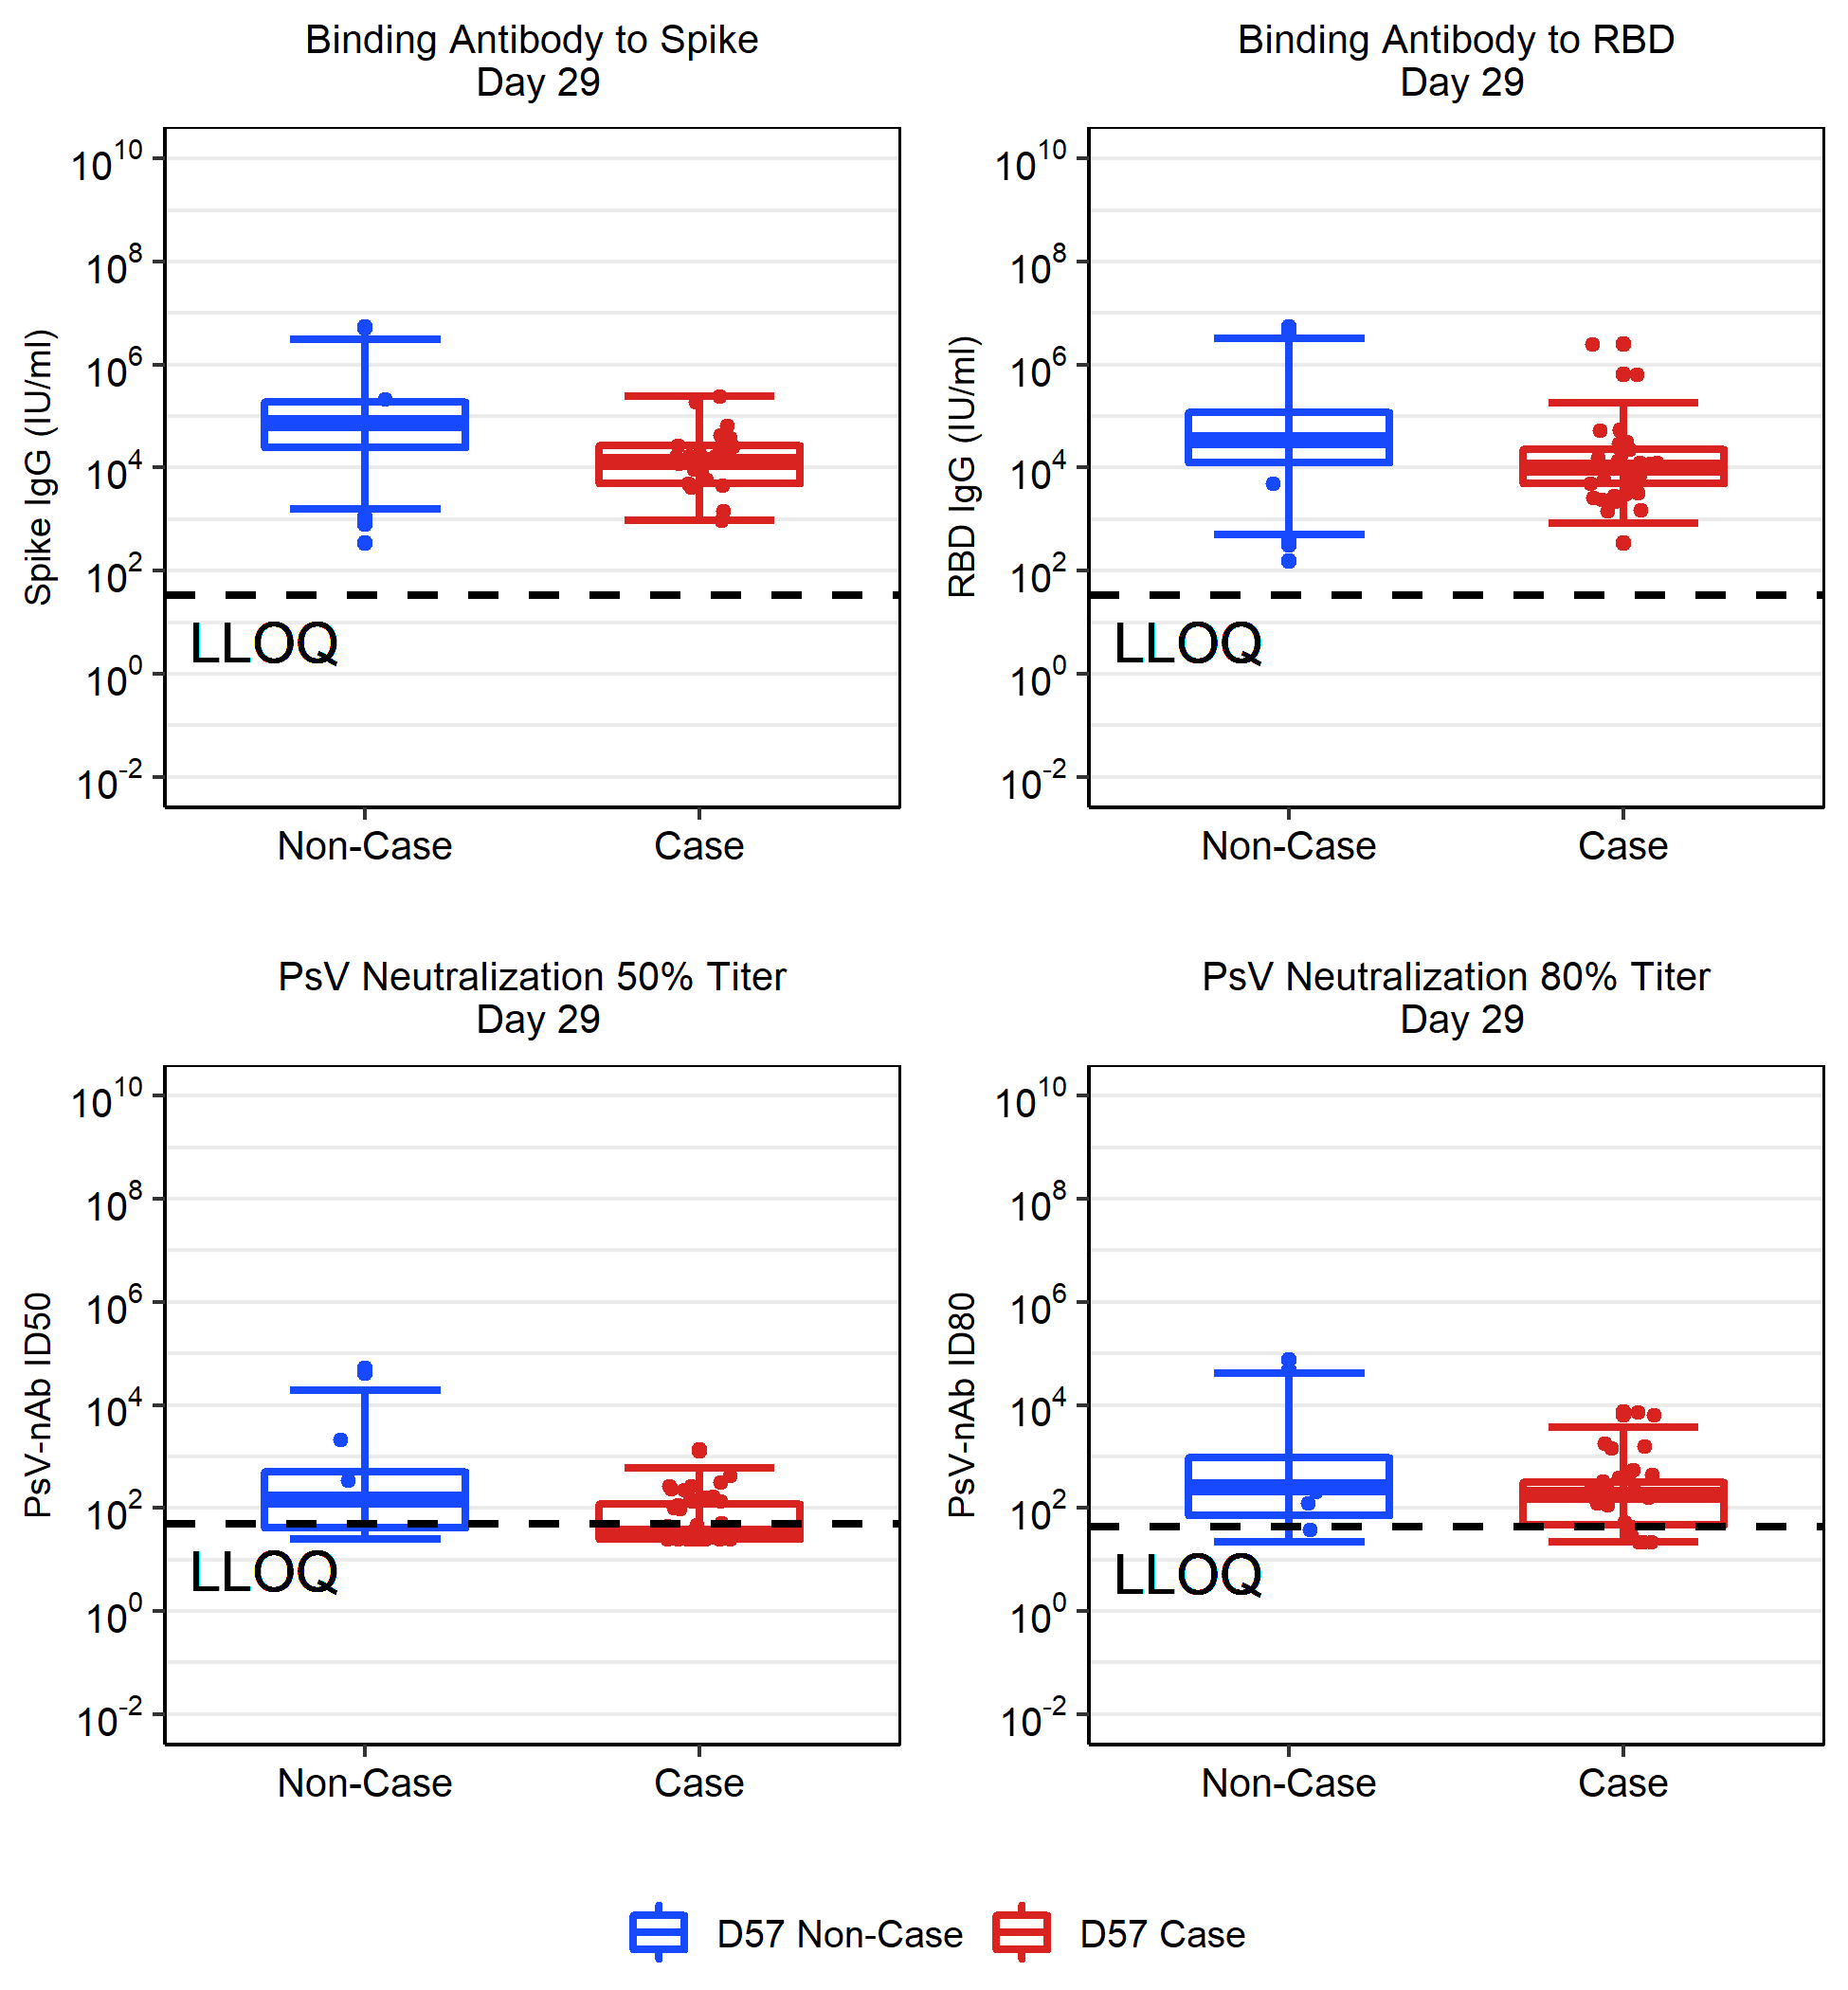 Binding Antibody to Spike
Day 29
Spike IgG (IU/ml)
10^10
10^8
10^6
10^4
10^2
10^0
10^-2
LLOQ
Non-Case Case
Binding Antibody to RBD
Day 29
RBD IgG (IU/ml)
10^10
10^8
10^6
10^4
10^2
10^0
10^-2
LLOQ
Non-Case Case
PsV Neutralization 50% Titer
Day 29
PsV-nAb ID50
10^10
10^8
10^6
10^4
10^2
10^0
10^-2
LLOQ
Non-Case Case
PsV Neutralization 80% Titer
Day 29
PsV-nAb ID80
10^10
10^8
10^6
10^4
10^2
10^0
10^-2
LLOQ
Non-Case Case
D57 Non-Case D57 Case